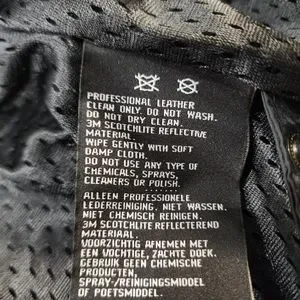 PROFESSIONAL LEATHER
CLEAN ONLY. DO NOT WASH.
DO NOT DRY CLEAN.
3M SCOTCHLITE REFLECTIVE
MATERIAL.
WIPE GENTLY WITH SOFT
DAMP CLOTH.
DO NOT USE ANY TYPE OF
CHEMICALS, SPRAYS,
CLEANERS OR POLISH.
ALLEEN PROFESSIONELE
LEDERREINIGING, NIET WASSEN.
NIET CHEMISCH REINIGEN.
3M SCOTCHLITE REFLECTEREND
MATERIAAL.
VOORZICHTIG AFNEMEN MET
EEN VOCHTIGE, ZACHTE DOEK.
GEBRUIK GEEN CHEMISCHE
PRODUCTEN,
SPRAY-/REINIGINGSMIDDEL
OF POETSMIDDEL.